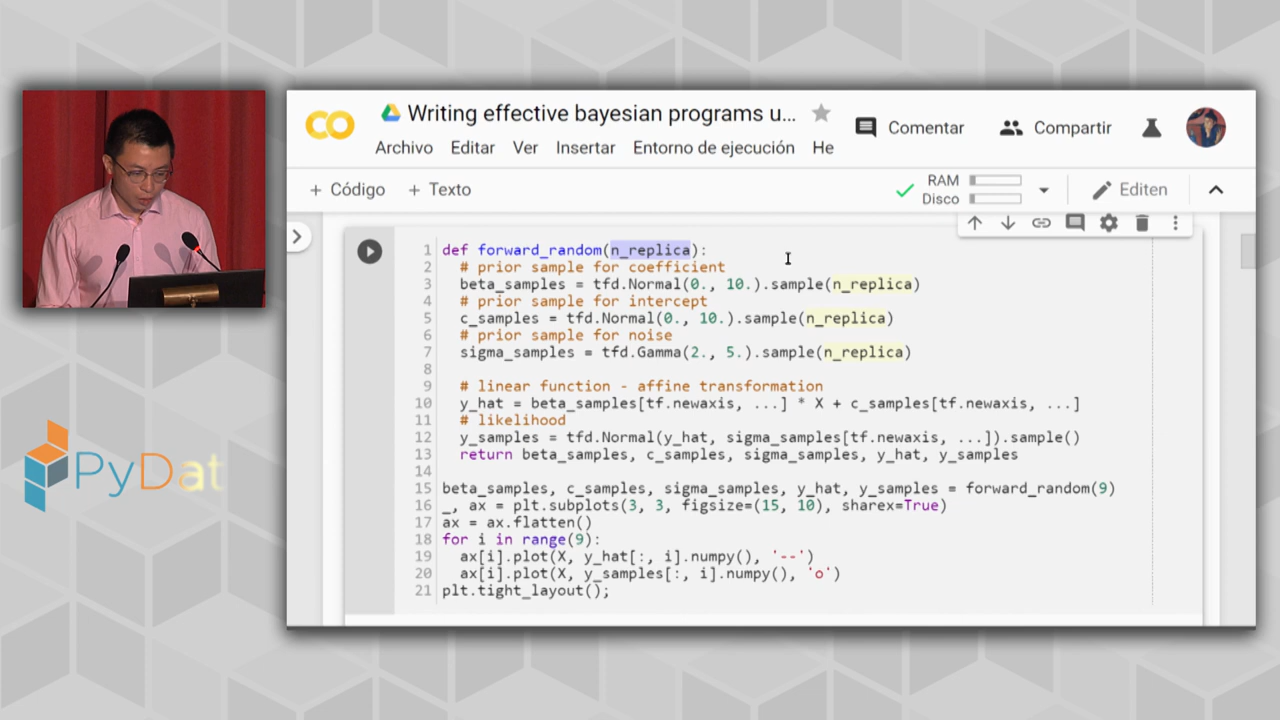 CO
Writing effective bayesian programs u...
Comentar
Compartir
Archivo Editar Ver Insertar Entorno de ejecución He
+ Código + Texto
RAM
Disco
Editen
1 def forward_random(n_replica):
2 # prior sample for coefficient
3 beta_samples = tfd.Normal(0., 10.).sample(n_replica)
4 # prior sample for intercept
5 c_samples = tfd.Normal(0., 10.).sample(n_replica)
6 # prior sample for noise
7 sigma_samples = tfd.Gamma(2., 5.).sample(n_replica)
8
9 # linear function - affine transformation
10 y_hat = beta_samples[tf.newaxis, ...] * X + c_samples[tf.newaxis, ...]
11 # likelihood
12 y_samples = tfd.Normal(y_hat, sigma_samples[tf.newaxis, ...]).sample()
13 return beta_samples, c_samples, sigma_samples, y_hat, y_samples
14
15 beta_samples, c_samples, sigma_samples, y_hat, y_samples = forward_random(9)
16 _, ax = plt.subplots(3, 3, figsize=(15, 10), sharex=True)
17 ax = ax.flatten()
18 for i in range(9):
19 ax[i].plot(X, y_hat[:, i].numpy(), '--')
20 ax[i].plot(X, y_samples[:, i].numpy(), 'o')
21 plt.tight_layout();
PyDat